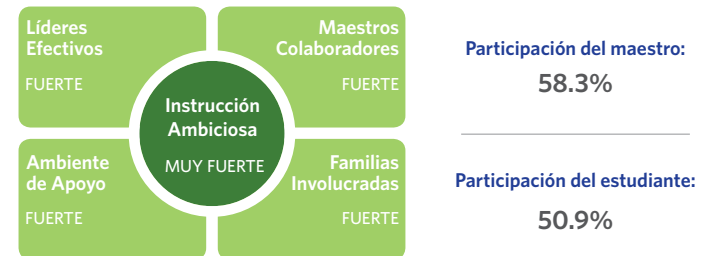 Líderes
Efectivos
FUERTE
Maestros
Colaboradores
FUERTE
Instrucción
Ambiciosa
MUY FUERTE
Ambiente
de Apoyo
FUERTE
Familias
Involucradas
FUERTE
Participación del maestro:
58.3%
Participación del estudiante:
50.9%